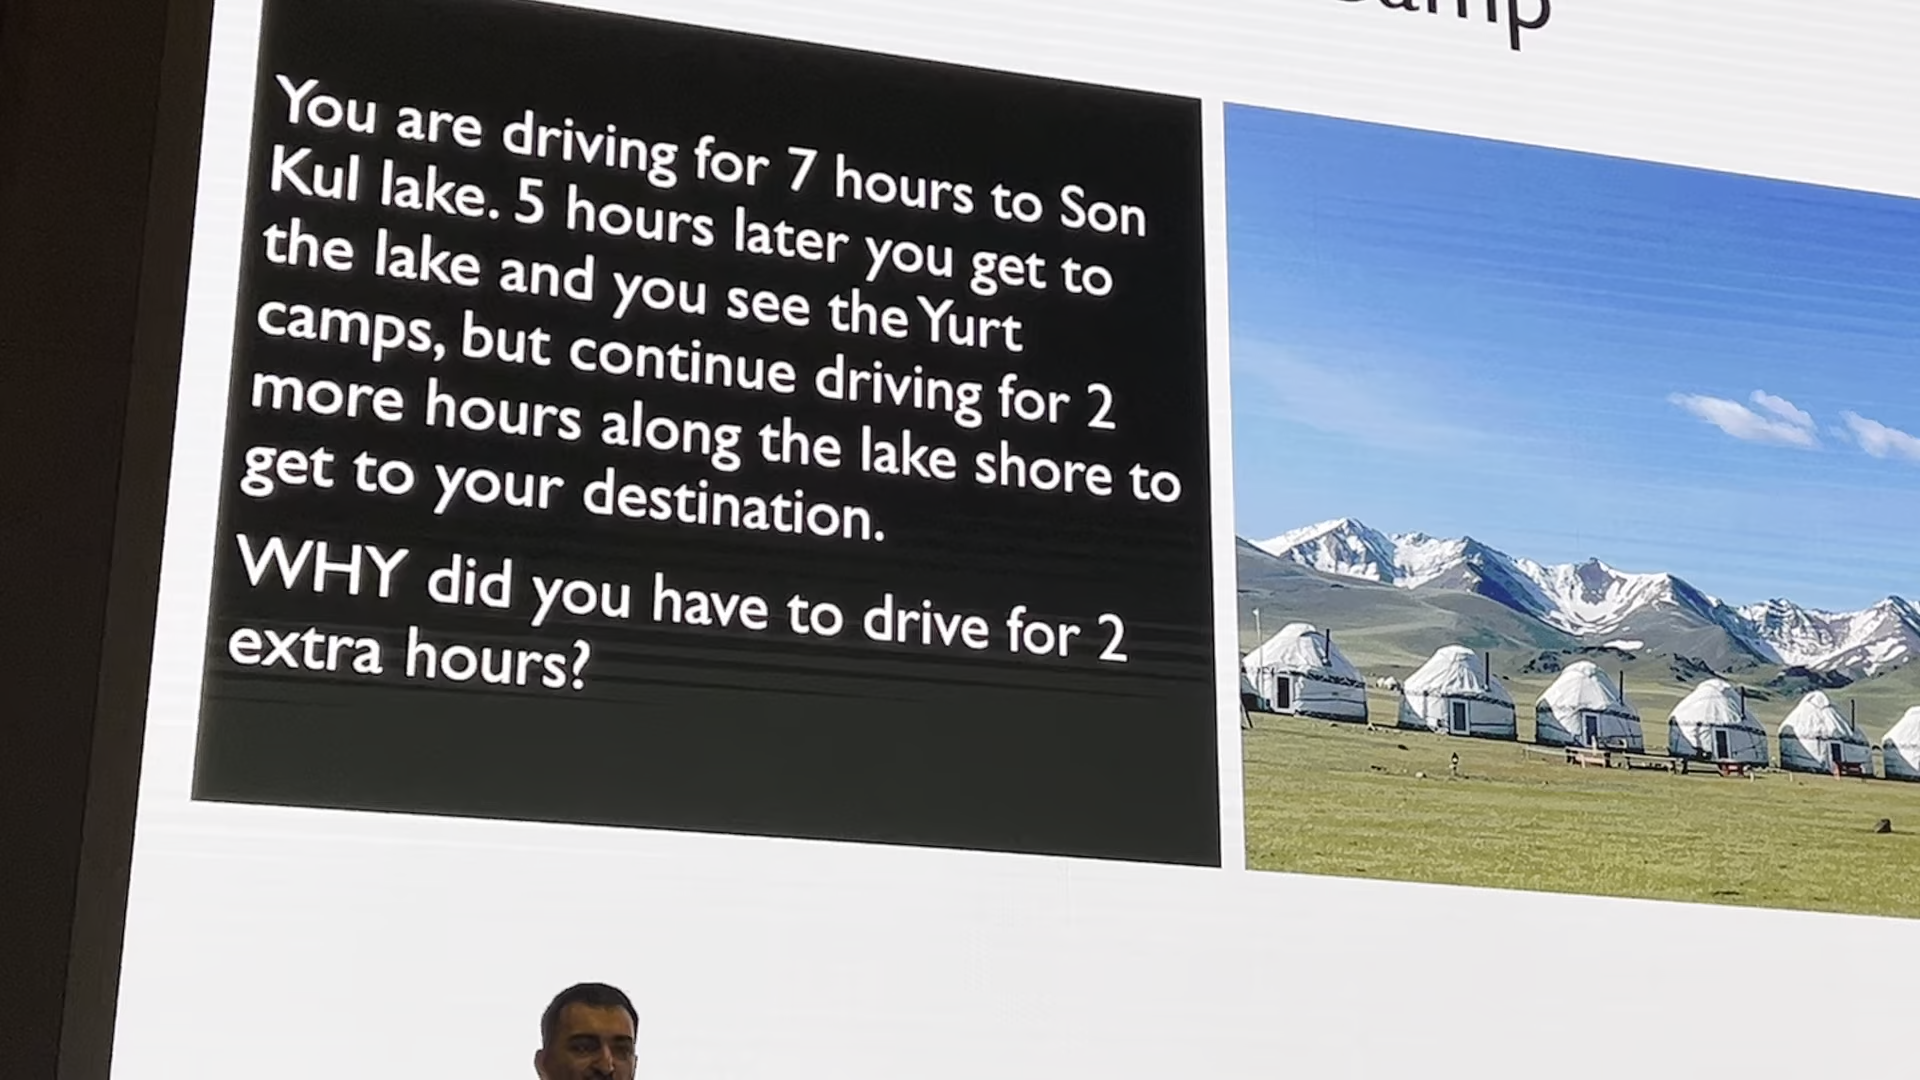 You are driving for 7 hours to Son
Kul lake. 5 hours later you get to
the lake and you see the Yurt
camps, but continue driving for 2
more hours along the lake shore to
get to your destination.
WHY did you have to drive for 2
extra hours?